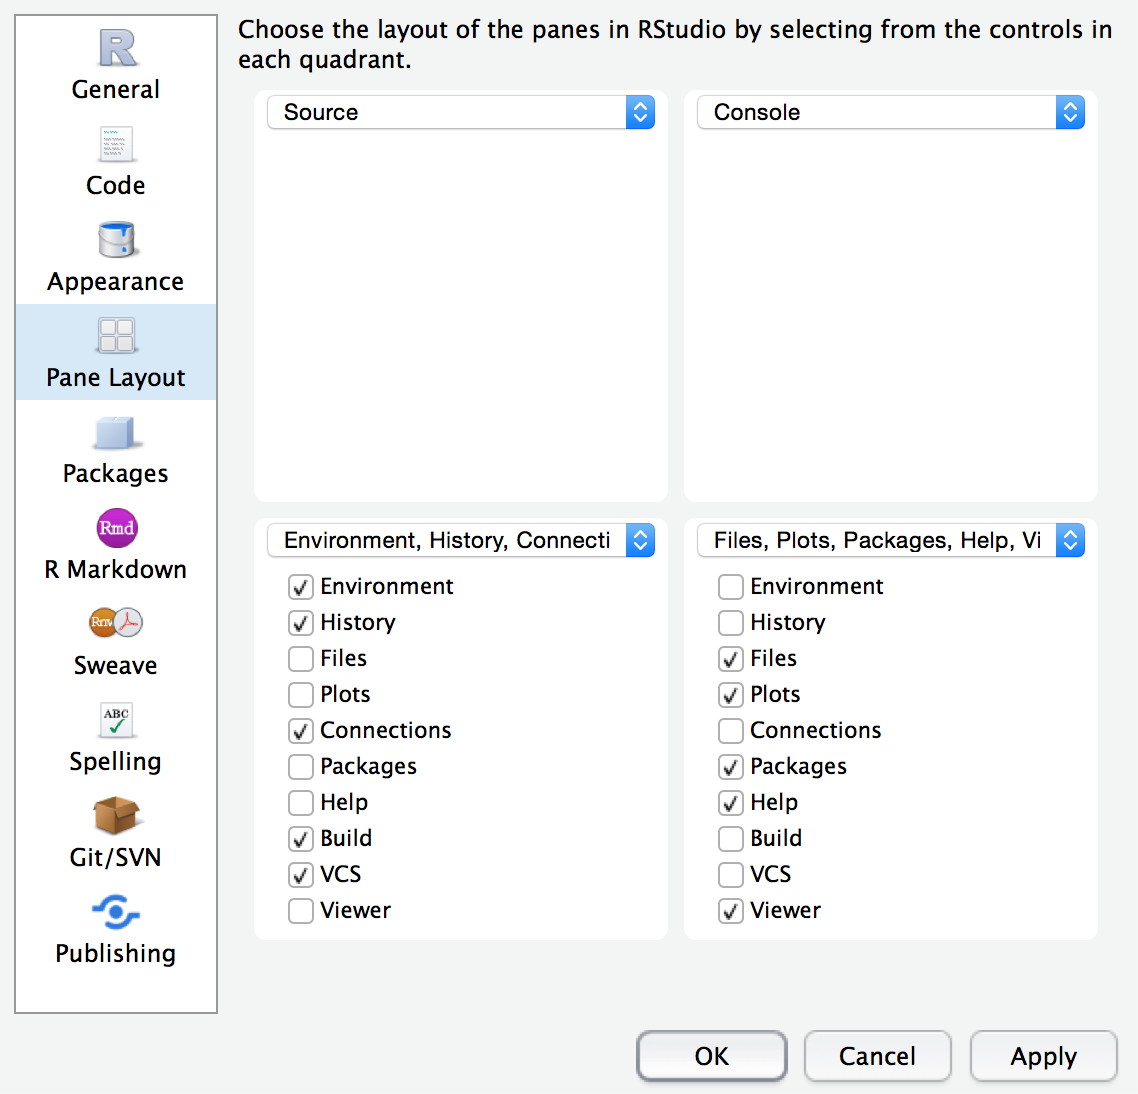 Choose the layout of the panes in RStudio by selecting from the controls in
each quadrant.
R
General
Code
Appearance
Pane Layout
Packages
Rmd
R Markdown
Rnw
Sweave
ABC
Spelling
Git/SVN
Publishing
Source
Console
Environment, History, Connecti
Environment
History
Files
Plots
Connections
Packages
Help
Build
VCS
Viewer
Files, Plots, Packages, Help, Vi
Environment
History
Files
Plots
Connections
Packages
Help
Build
VCS
Viewer
OK
Cancel
Apply